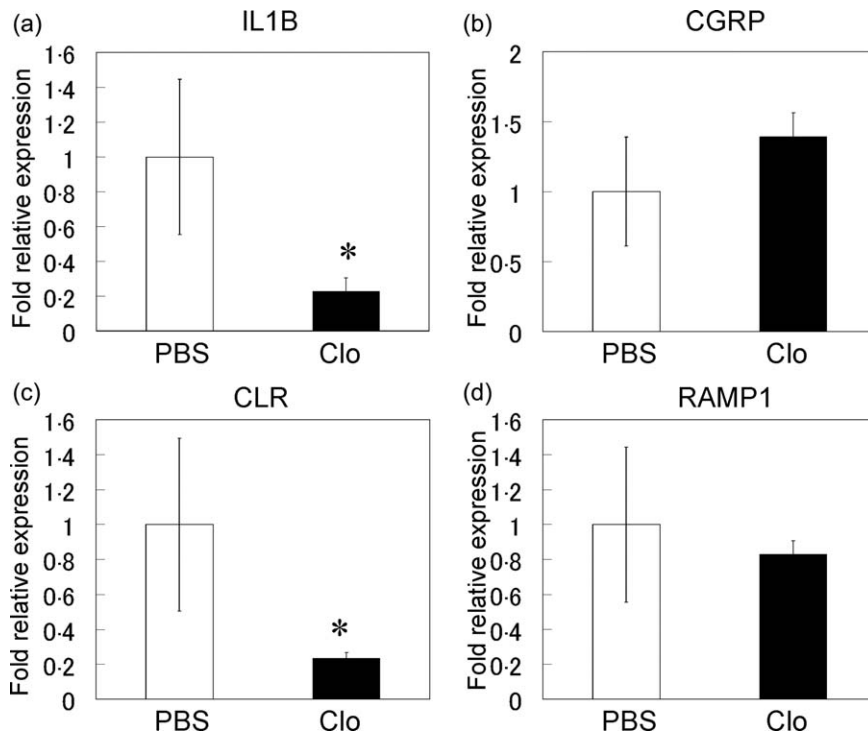 (a) IL1B
Fold relative expression
1·6
1·4
1·2
1
0·8
0·6
0·4
0·2
0
*
PBS Clo
(b) CGRP
Fold relative expression
2
1·5
1
0·5
0
PBS Clo
(c) CLR
Fold relative expression
1·6
1·4
1·2
1
0·8
0·6
0·4
0·2
0
*
PBS Clo
(d) RAMP1
Fold relative expression
1·6
1·4
1·2
1
0·8
0·6
0·4
0·2
0
PBS Clo